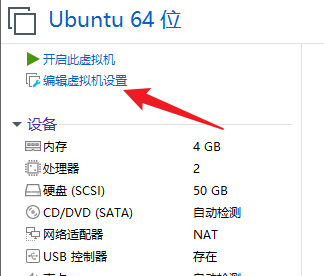 Ubuntu 64 位
开启此虚拟机
编辑虚拟机设置
设备
内存 4 GB
处理器 2
硬盘 (SCSI) 50 GB
CD/DVD (SATA) 自动检测
网络适配器 NAT
USB 控制器 存在